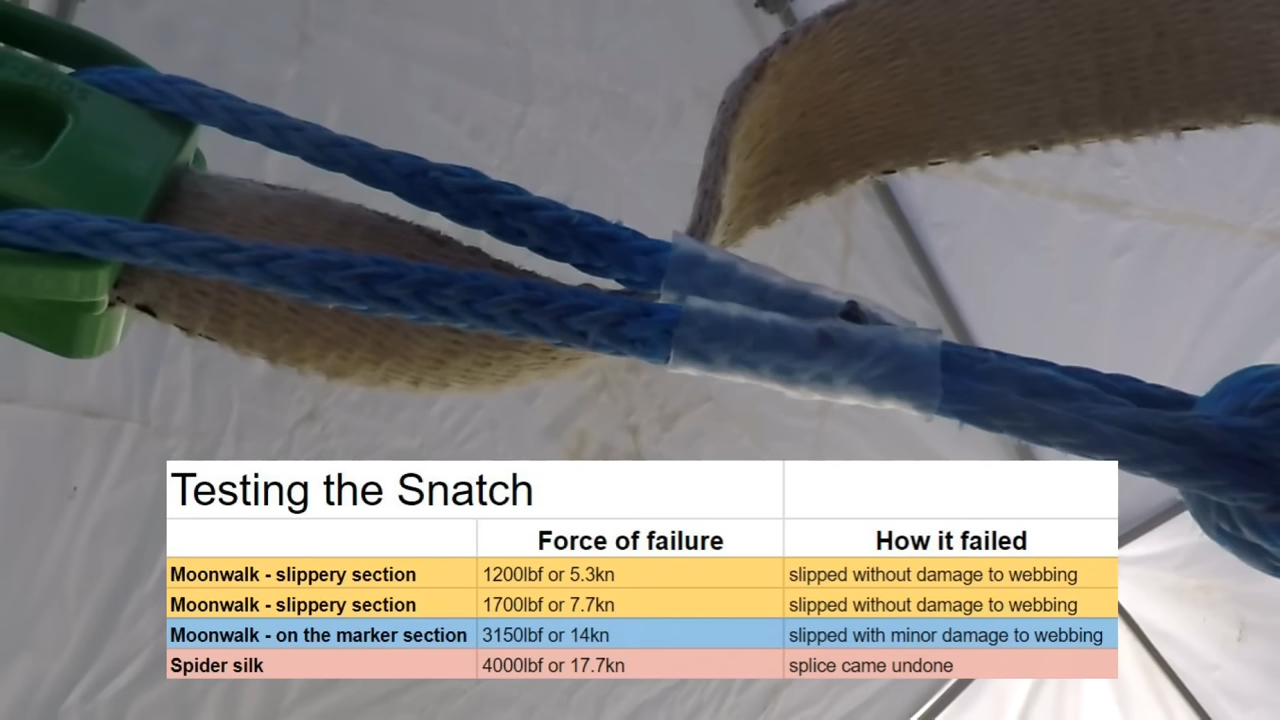 Testing the Snatch
Force of failure How it failed
Moonwalk - slippery section 1200lbf or 5.3kn slipped without damage to webbing
Moonwalk - slippery section 1700lbf or 7.7kn slipped without damage to webbing
Moonwalk - on the marker section 3150lbf or 14kn slipped with minor damage to webbing
Spider silk 4000lbf or 17.7kn splice came undone